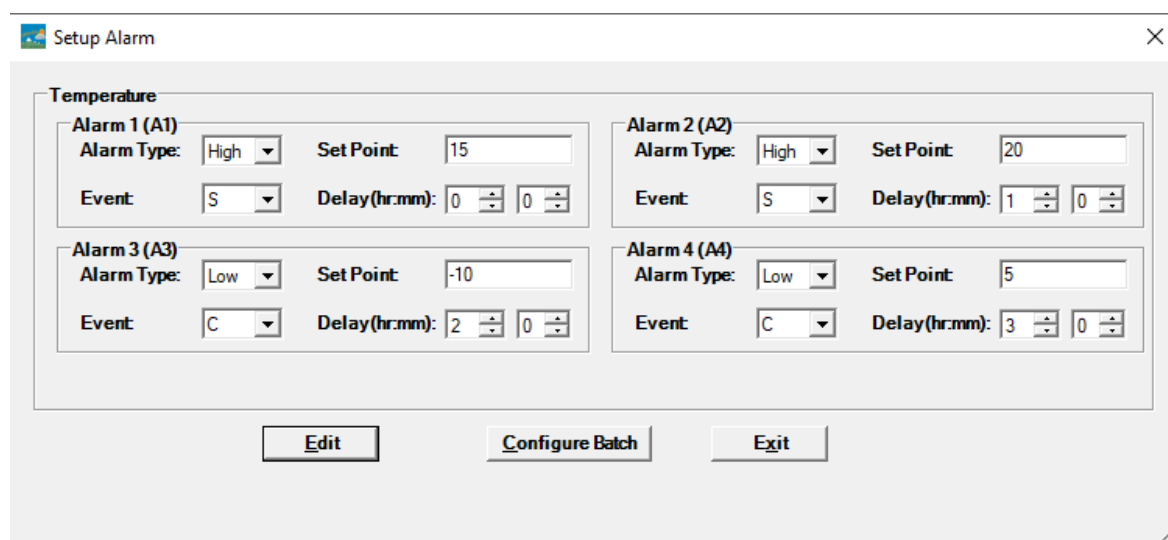 Setup Alarm
Temperature
Alarm 1 (A1)
Alarm Type: High Set Point: 15
Event: S Delay(hr:mm): 0 0
Alarm 2 (A2)
Alarm Type: High Set Point: 20
Event: S Delay(hr:mm): 1 0
Alarm 3 (A3)
Alarm Type: Low Set Point: -10
Event: C Delay(hr:mm): 2 0
Alarm 4 (A4)
Alarm Type: Low Set Point: 5
Event: C Delay(hr:mm): 3 0
Edit Configure Batch Exit